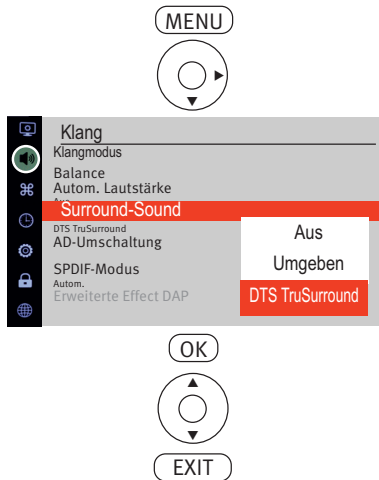 MENU
Klang
Klangmodus
Balance
Autom. Lautstärke
Surround-Sound
DTS TruSurround
AD-Umschaltung
SPDIF-Modus
Autom.
Erweiterte Effect DAP
Aus
Umgeben
DTS TruSurround
OK
EXIT